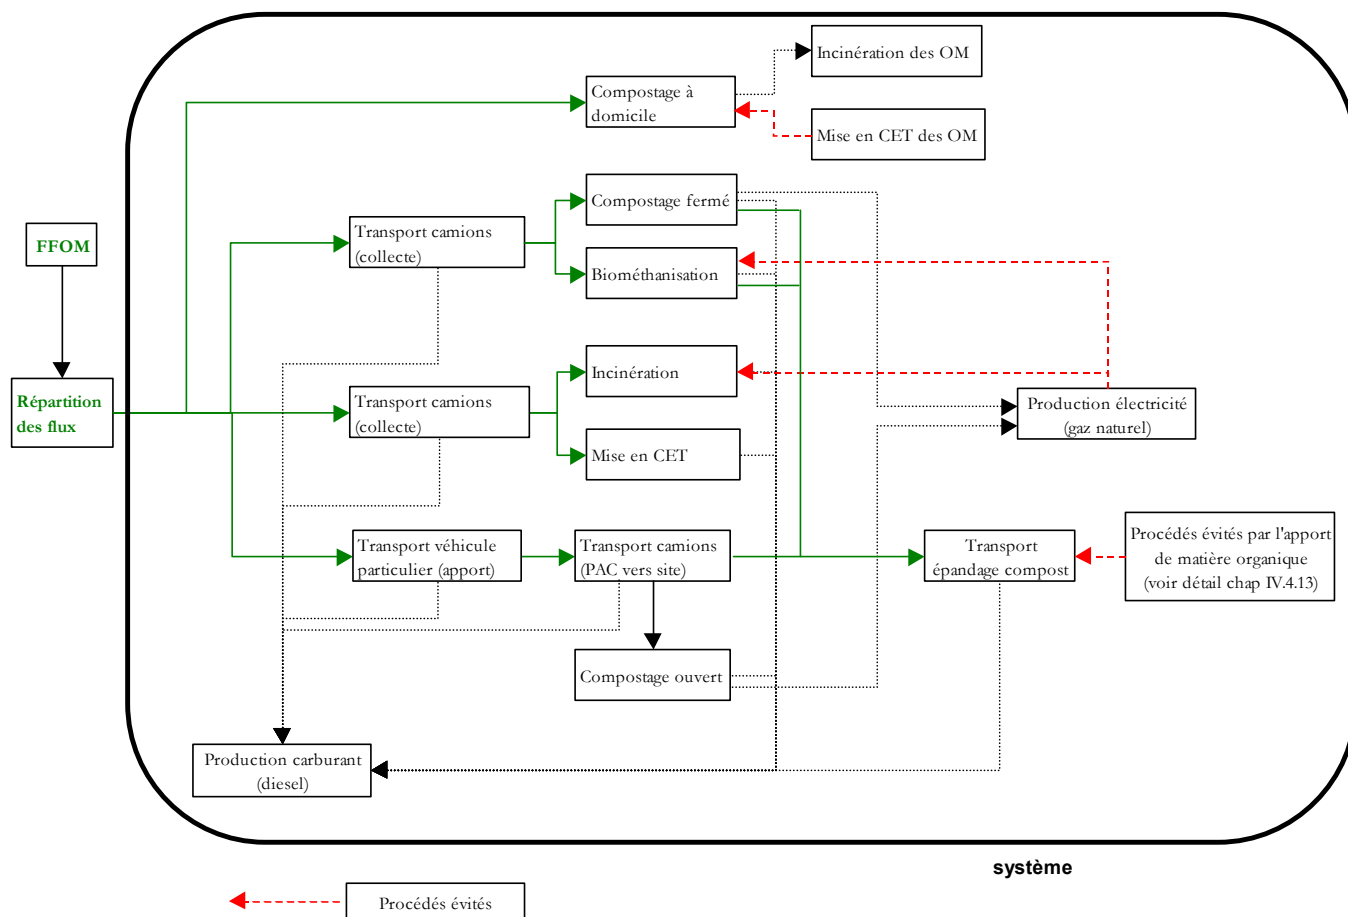 Incinération des OM
Compostage à
domicile
Mise en CET des OM
Compostage fermé
FFOM
Transport camions
(collecte)
Biométhanisation
Incinération
Répartition
des flux
Transport camions
(collecte)
Production électricité
(gaz naturel)
Mise en CET
Transport véhicule
particulier (apport)
Transport camions
(PAC vers site)
Transport
épandage compost
Procédés évités par l'apport
de matière organique
(voir détail chap IV.4.13)
Compostage ouvert
Production carburant
(diesel)
système
Procédés évités